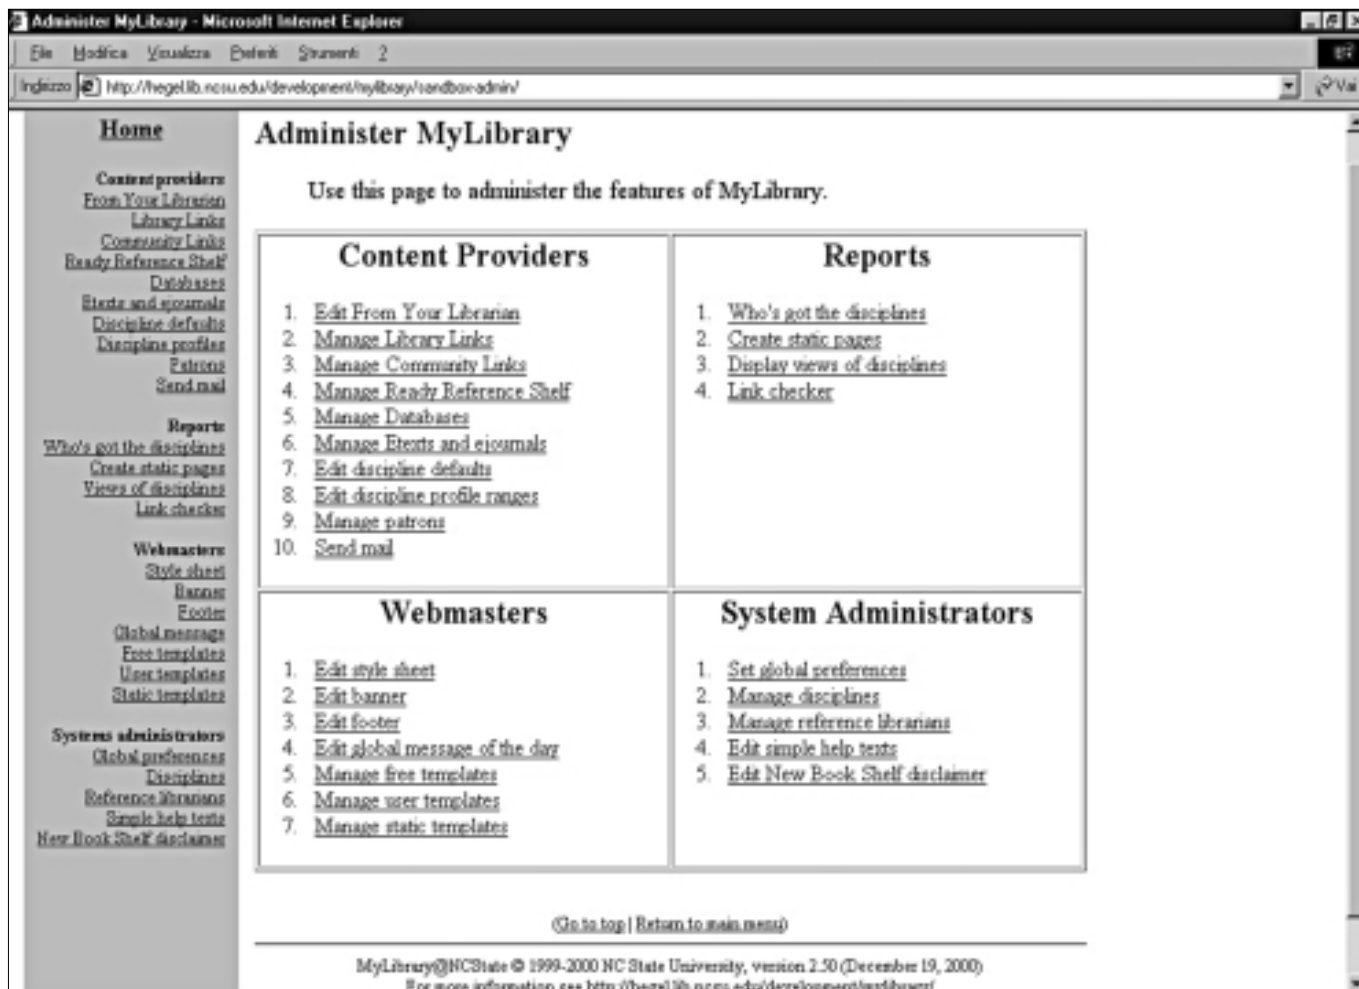 Administer MyLibrary - Microsoft Internet Explorer
File Modifica Visualizza Preferiti Strumenti ?
Indirizzo http://hegel.lib.ncsu.edu/development/mylibrary/sandbox-admin/ Vai
Home
Content providers
From Your Librarian
Library Links
Community Links
Ready Reference Shelf
Databases
Etexts and ejournals
Discipline defaults
Discipline profiles
Patrons
Send mail
Reports
Who's got the disciplines
Create static pages
Views of disciplines
Link checker
Webmasters
Style sheet
Banner
Footer
Global message
Free templates
User templates
Static templates
Systems administrators
Global preferences
Disciplines
Reference librarians
Simple help texts
New Book Shelf disclaimer
Administer MyLibrary
Use this page to administer the features of MyLibrary.
Content Providers
1. Edit From Your Librarian
2. Manage Library Links
3. Manage Community Links
4. Manage Ready Reference Shelf
5. Manage Databases
6. Manage Etexts and ejournals
7. Edit discipline defaults
8. Edit discipline profile ranges
9. Manage patrons
10. Send mail
Reports
1. Who's got the disciplines
2. Create static pages
3. Display views of disciplines
4. Link checker
Webmasters
1. Edit style sheet
2. Edit banner
3. Edit footer
4. Edit global message of the day
5. Manage free templates
6. Manage user templates
7. Manage static templates
System Administrators
1. Set global preferences
2. Manage disciplines
3. Manage reference librarians
4. Edit simple help texts
5. Edit New Book Shelf disclaimer
(Go to top | Return to main menu)
MyLibrary@NCState © 1999-2000 NC State University, version 2.50 (December 19, 2000)
For more information see http://hegel.lib.ncsu.edu/development/mylibrary/